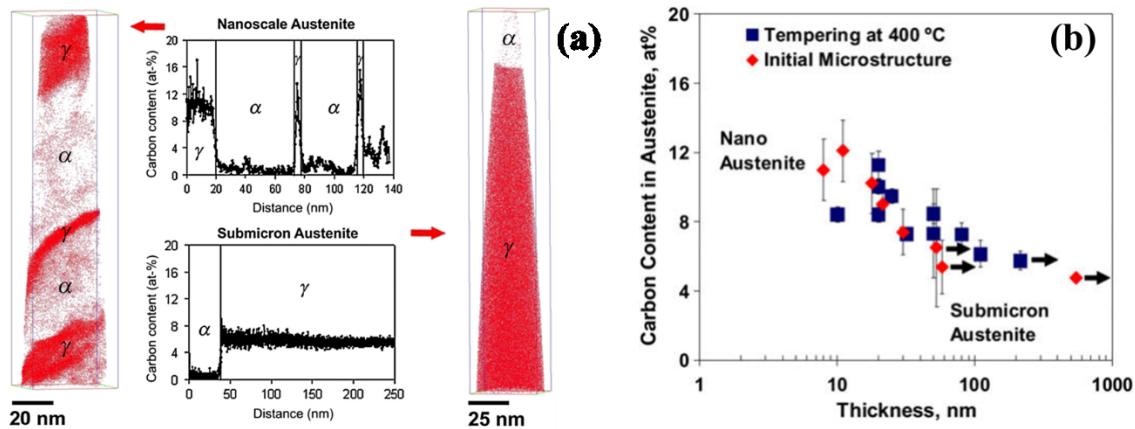 γ
α
γ
α
γ
20 nm
Nanoscale Austenite
Carbon content (at-%)
20
16
12
8
4
0
γ
α
γ
α
γ
0 20 40 60 80 100 120 140
Distance (nm)
Submicron Austenite
Carbon content (at-%)
20
16
12
8
4
0
α
γ
0 50 100 150 200 250
Distance (nm)
α
γ
25 nm
(a)
(b)
Carbon Content in Austenite, at%
20
16
12
8
4
0
Tempering at 400 ºC
Initial Microstructure
Nano
Austenite
Submicron
Austenite
1 10 100 1000
Thickness, nm